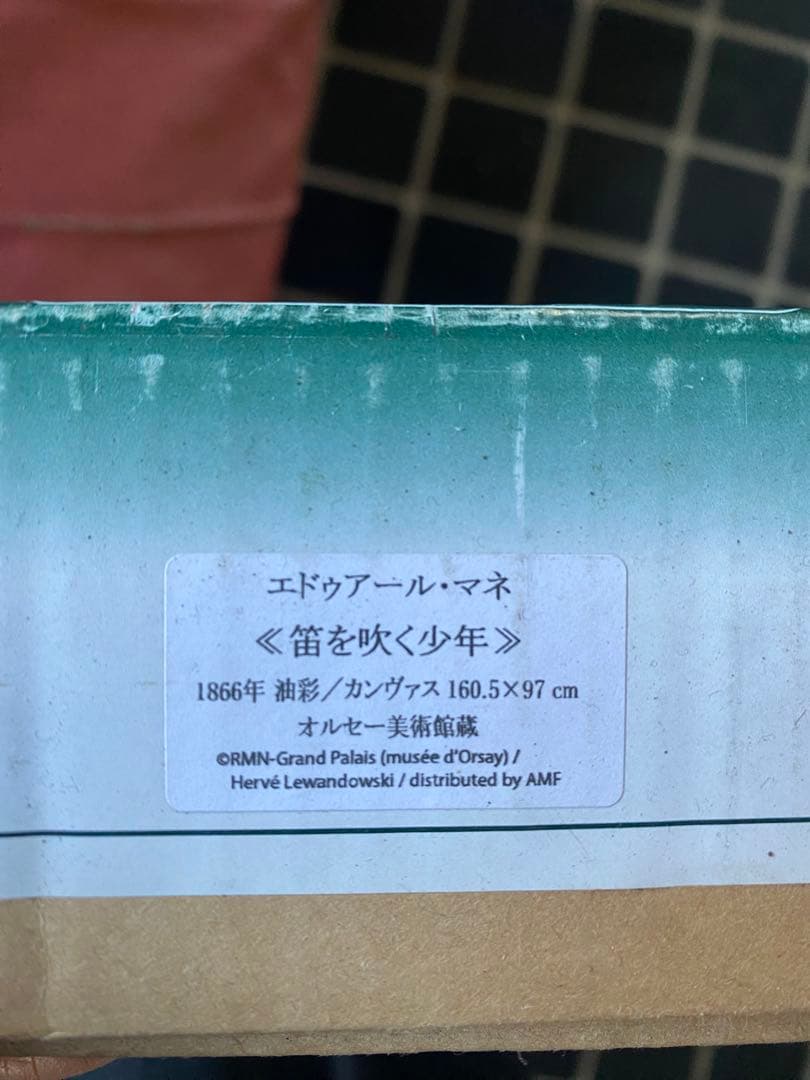 エドゥアール・マネ
≪笛を吹く少年≫
1866年 油彩／カンヴァス 160.5×97 cm
オルセー美術館蔵
©RMN-Grand Palais (musée d'Orsay) /
Hervé Lewandowski / distributed by AMF